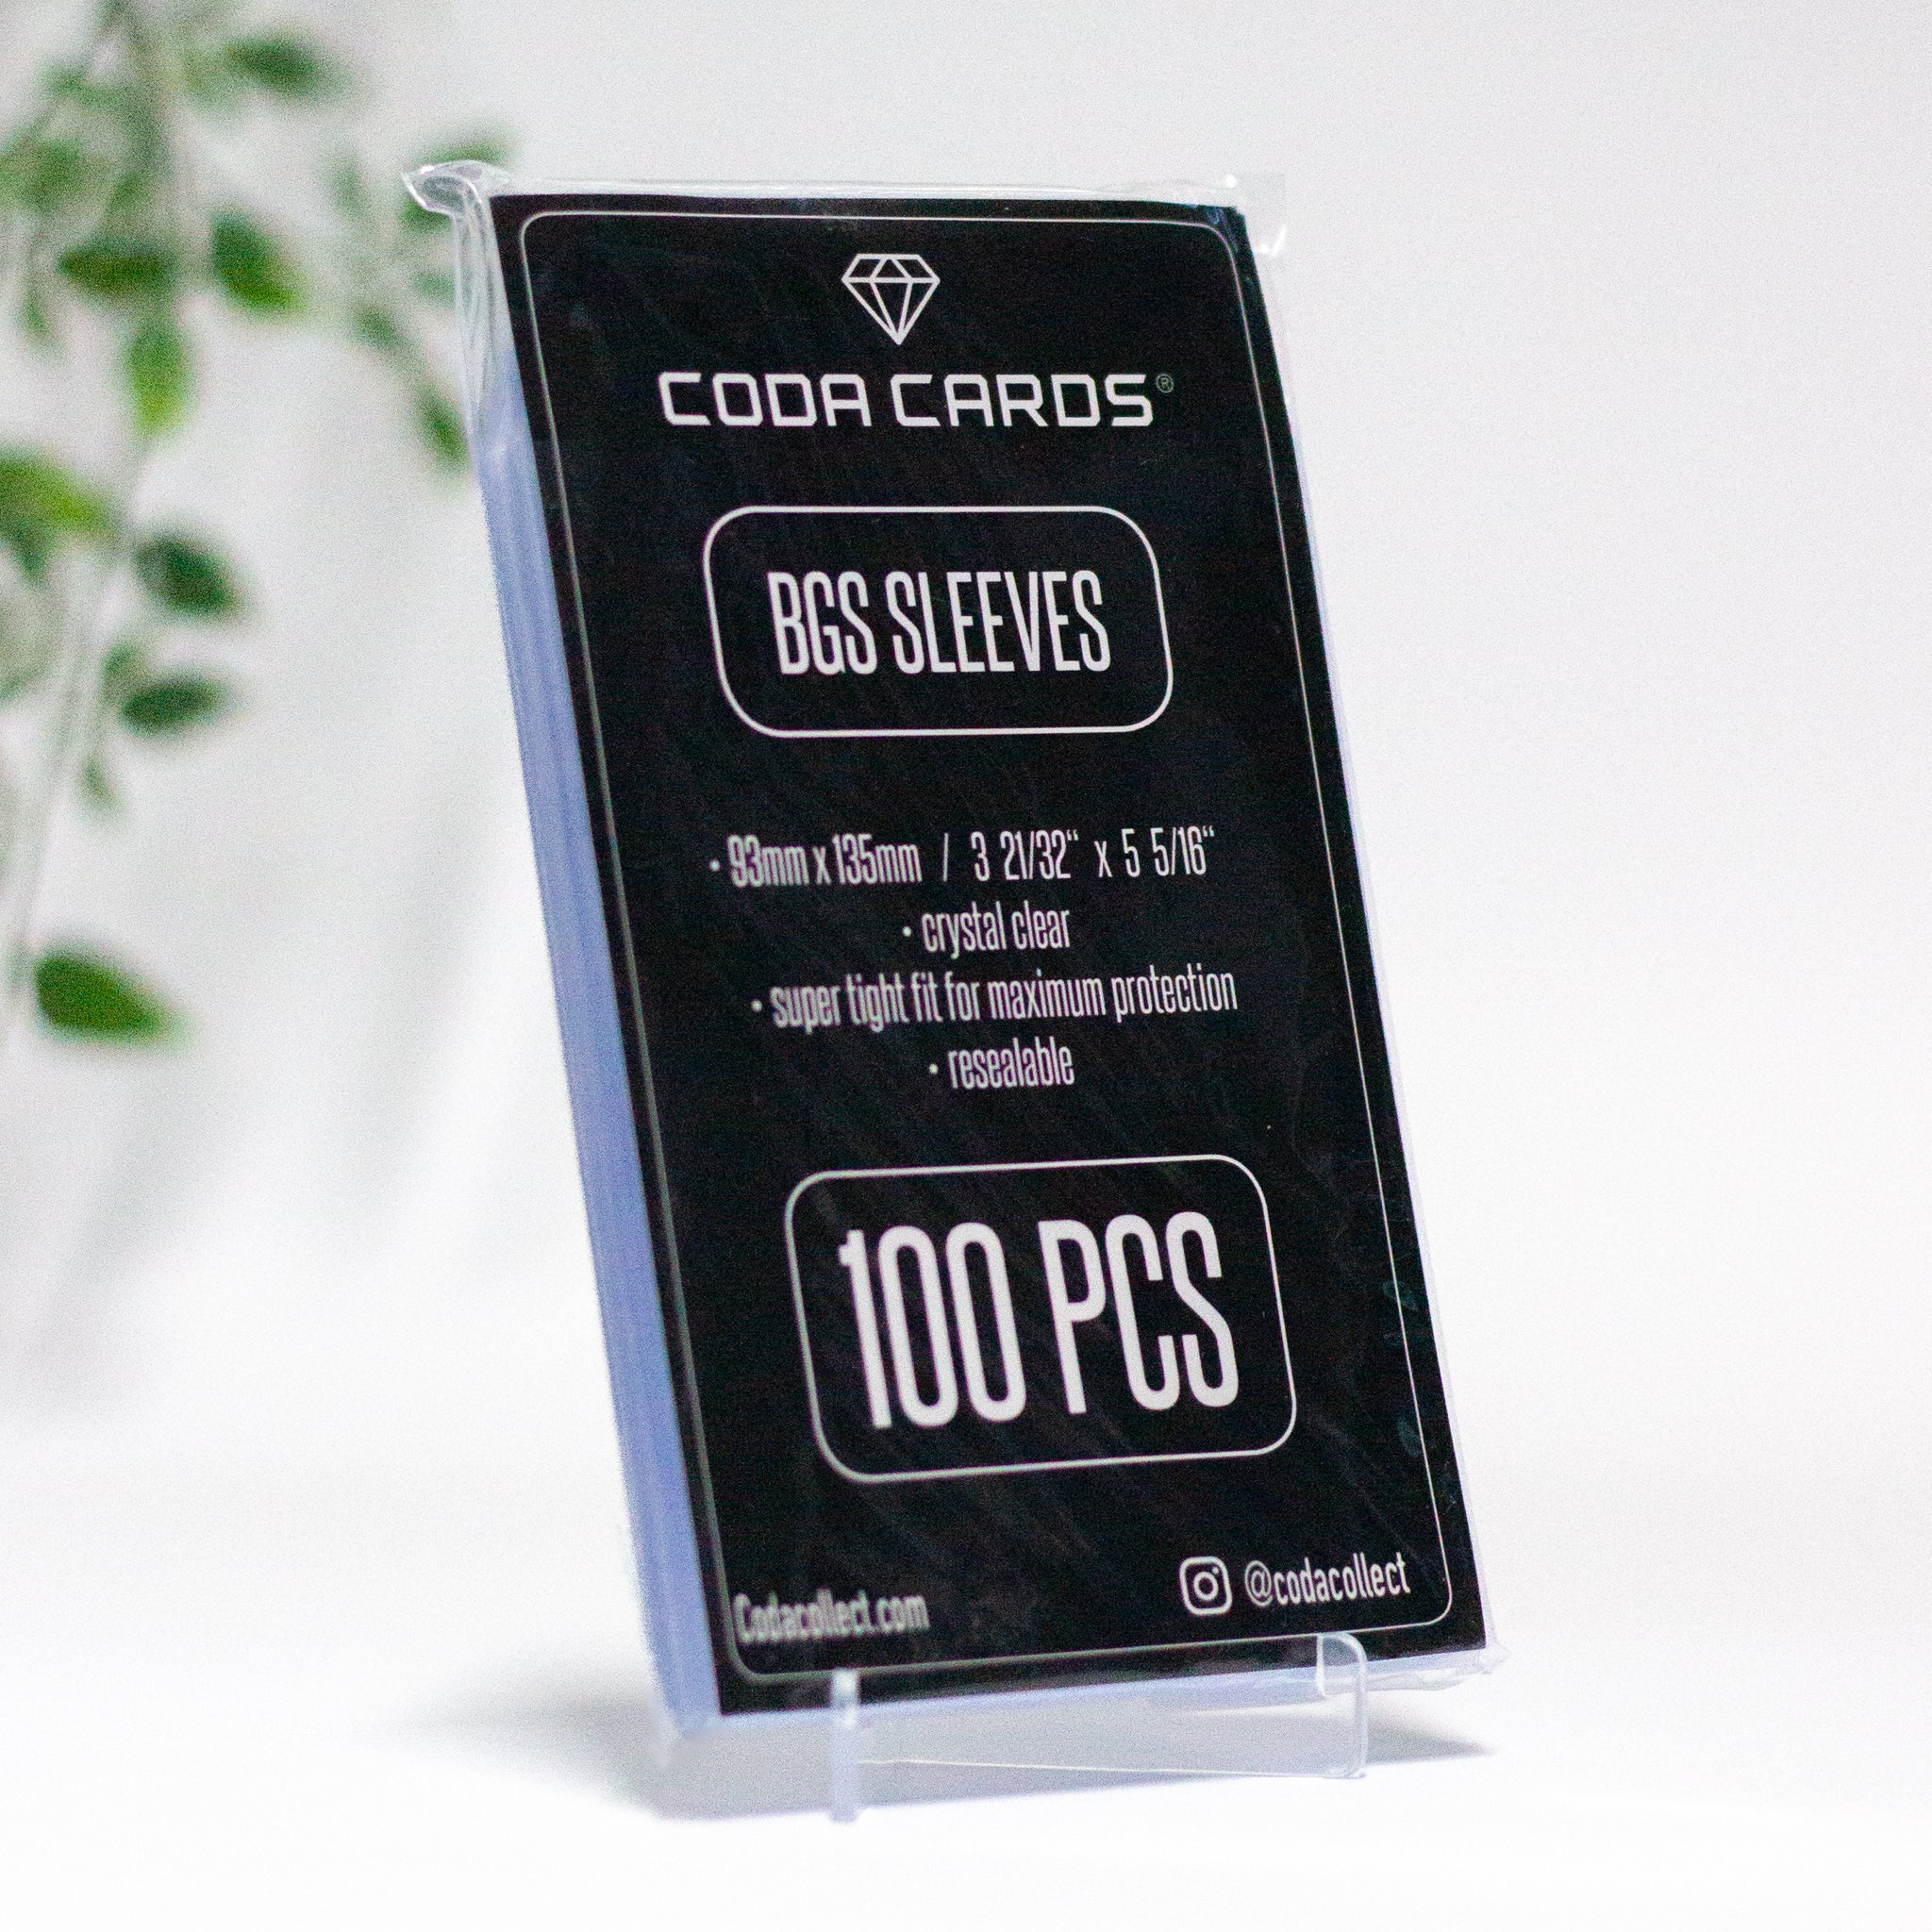 CODA CARDS®
BGS SLEEVES
• 93mm x 135mm / 3 21/32“ x 5 5/16“
• crystal clear
• super tight fit for maximum protection
• resealable
100 PCS
Codacollect.com
@codacollect